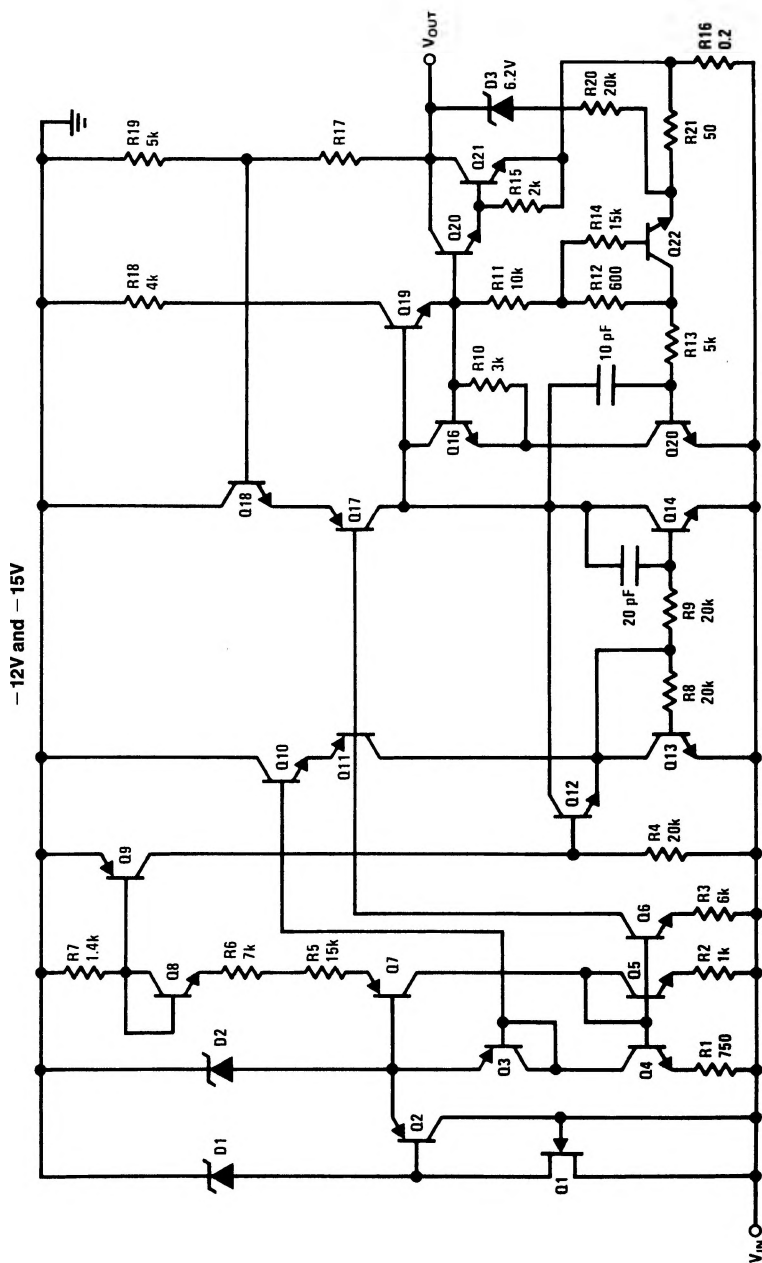 −12V and −15V
R7
1.4k
D2
D1
Q9
Q8
R6
7k
R5
15k
Q7
Q2
Q3
Q1
Q4
R1
750
Q5
R2
1k
Q6
R3
6k
R4
20k
Q10
Q11
Q12
Q13
R8
20k
R9
20k
20 pF
Q14
Q18
Q17
R18
4k
Q19
Q16
R10
3k
10 pF
Q20
R13
5k
R19
5k
R17
VOUT
Q20
Q21
R15
2k
D3
6.2V
R20
20k
R11
10k
R14
15k
R12
600
Q22
R21
50
R16
0.2
VIN